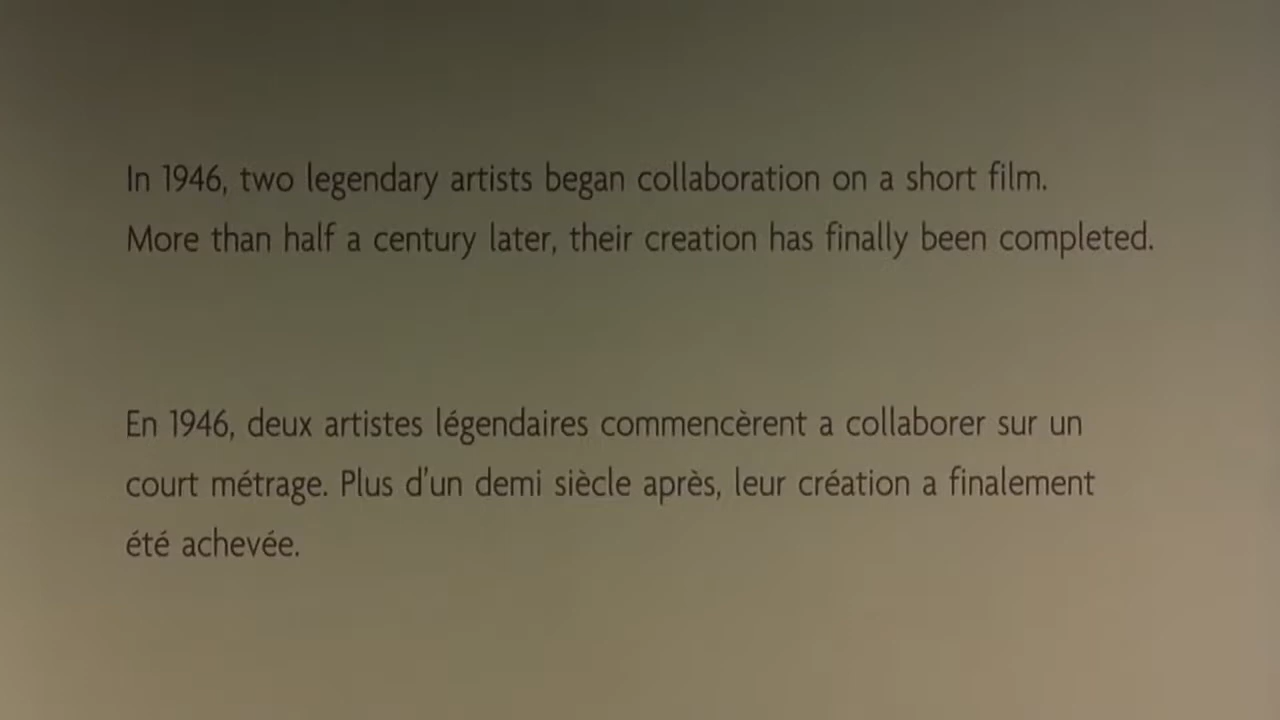 In 1946, two legendary artists began collaboration on a short film.
More than half a century later, their creation has finally been completed.
En 1946, deux artistes légendaires commencèrent a collaborer sur un
court métrage. Plus d'un demi siècle après, leur création a finalement
été achevée.